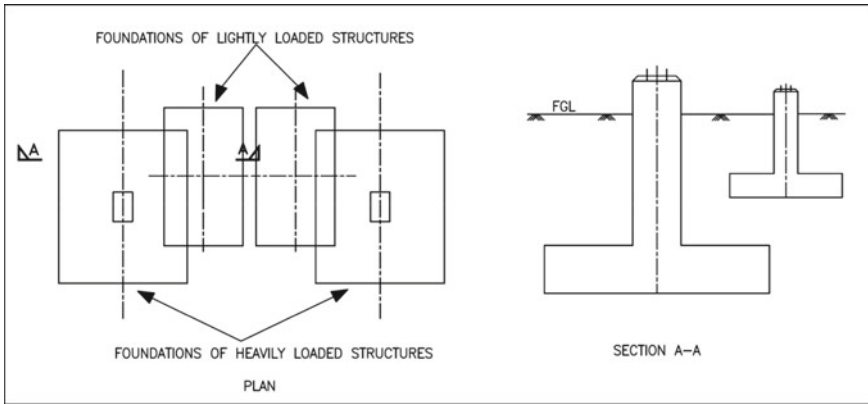 FOUNDATIONS OF LIGHTLY LOADED STRUCTURES
A
A
FOUNDATIONS OF HEAVILY LOADED STRUCTURES
PLAN
FGL
SECTION A-A